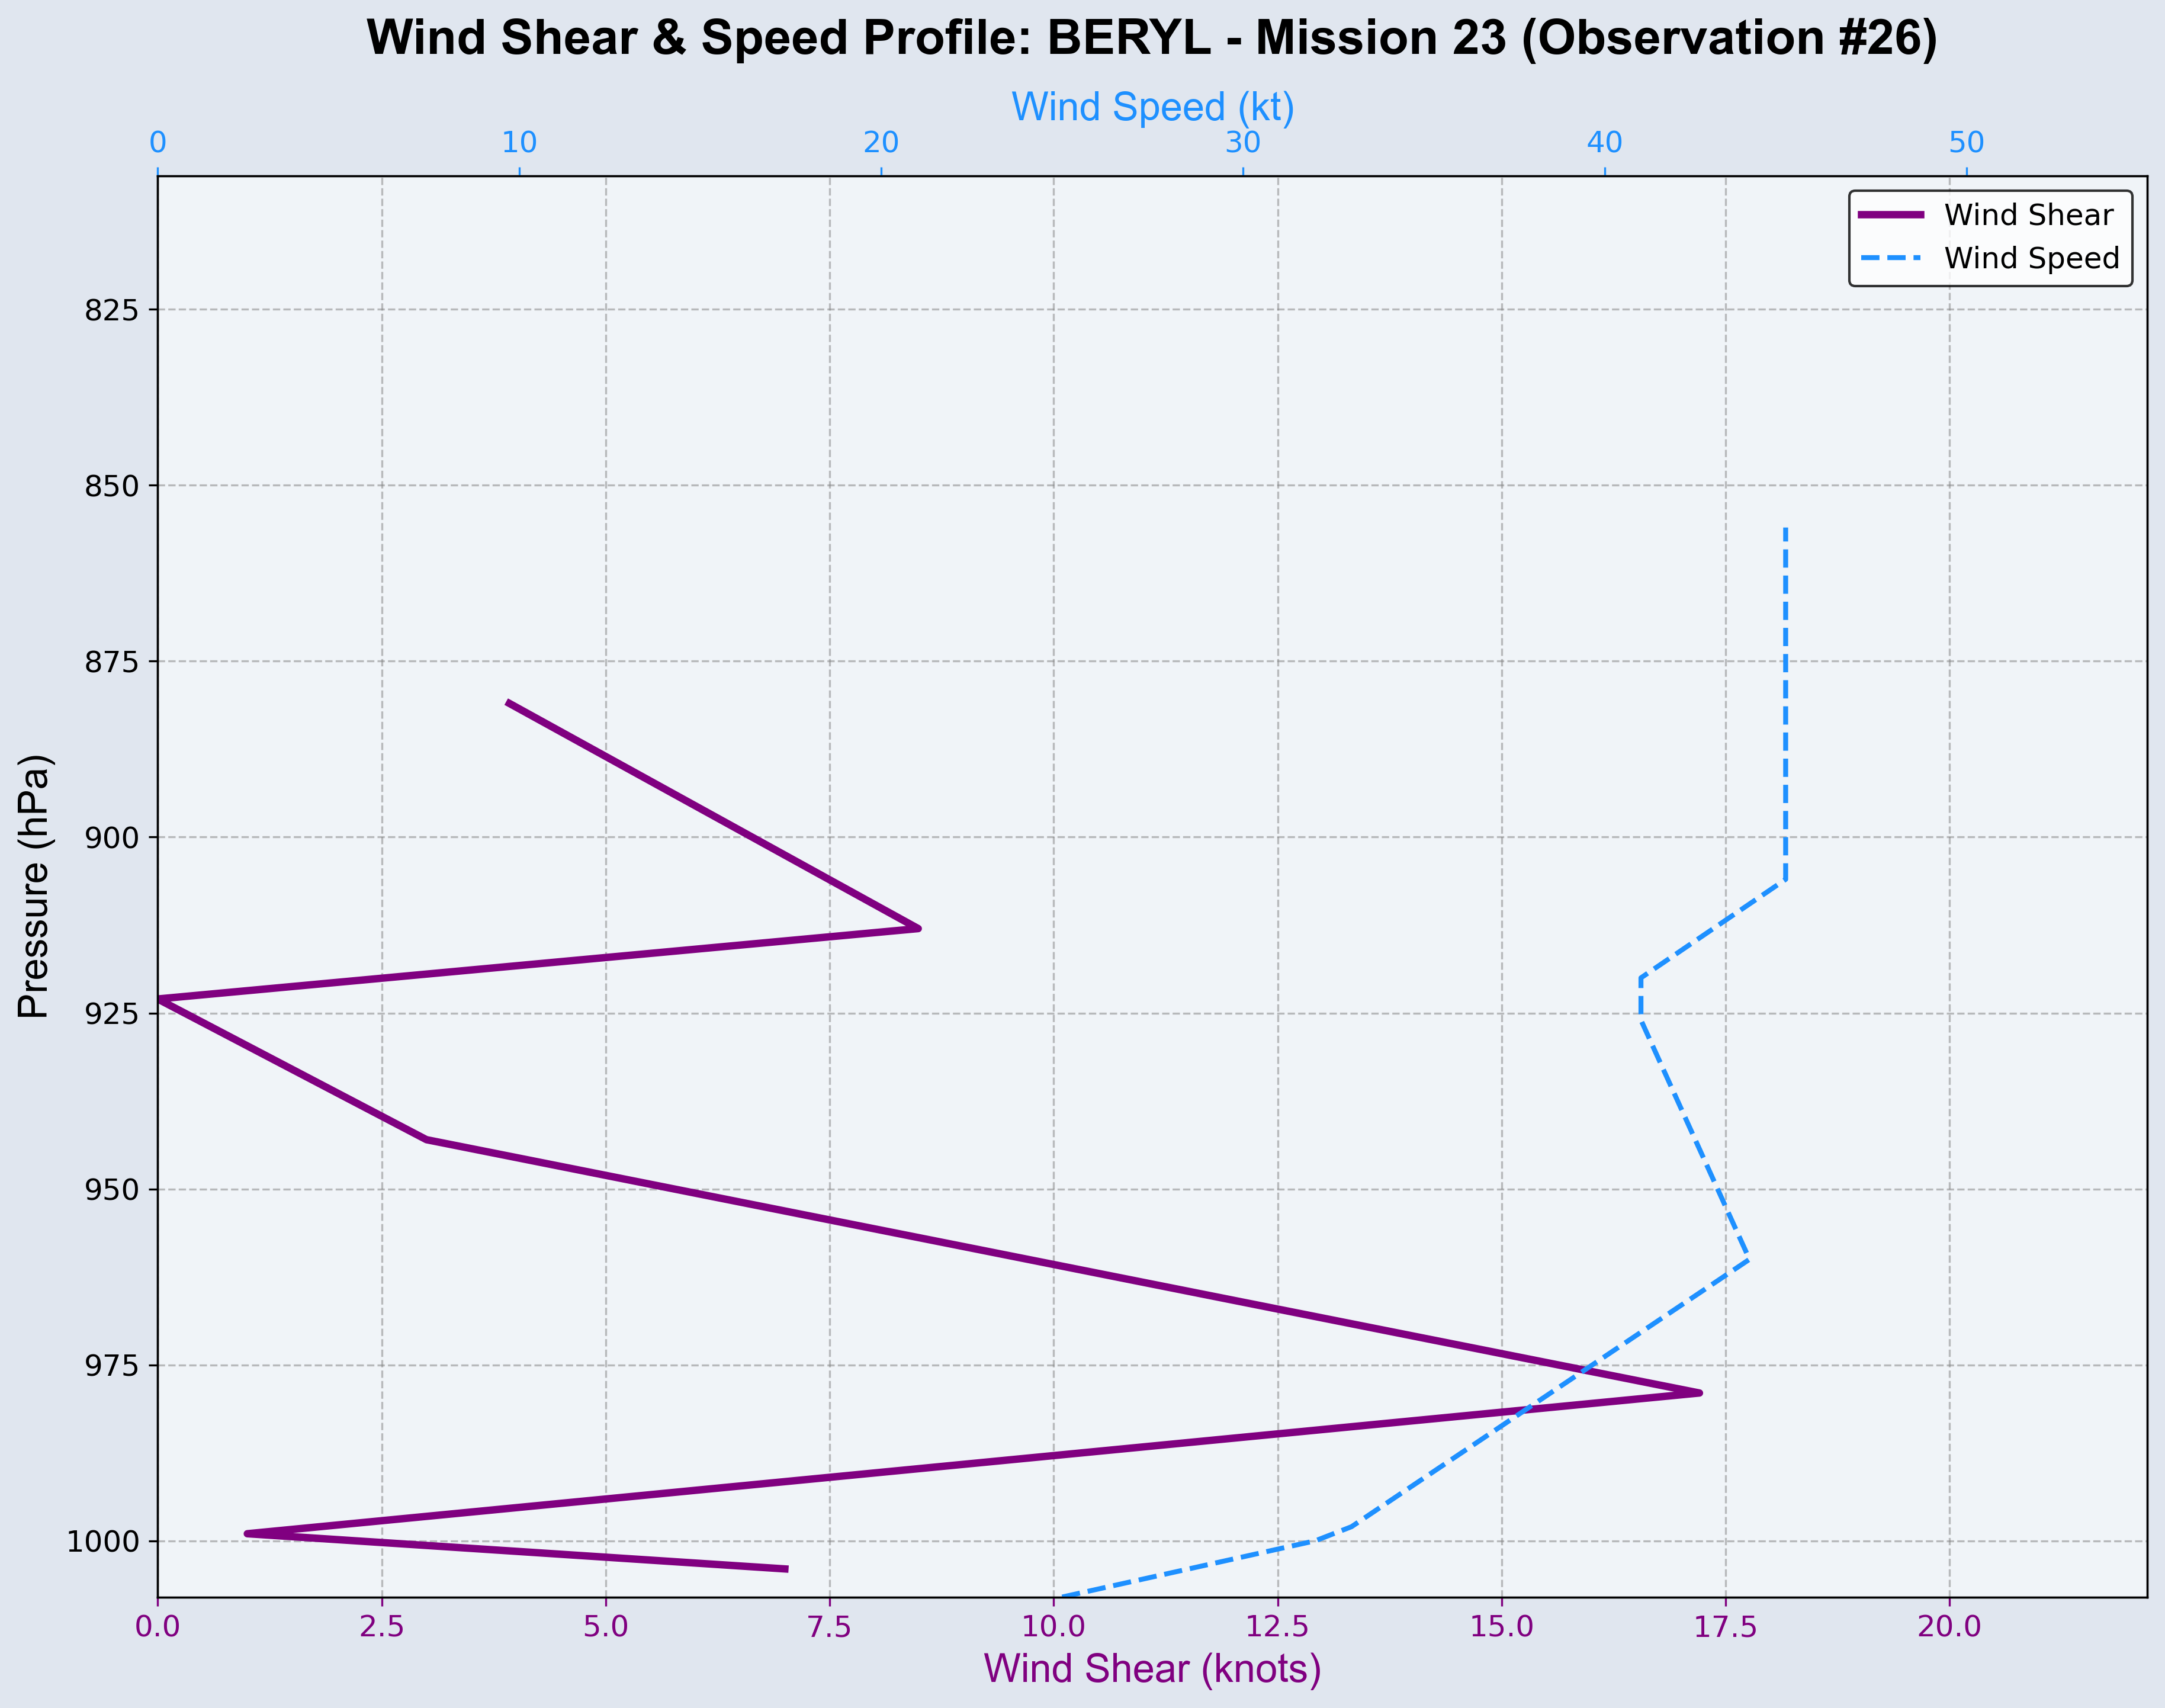 Wind Shear & Speed Profile: BERYL - Mission 23 (Observation #26)
Wind Speed (kt)
0 10 20 30 40 50
Wind Shear
Wind Speed
825
850
875
900
925
950
975
1000
Pressure (hPa)
0.0 2.5 5.0 7.5 10.0 12.5 15.0 17.5 20.0
Wind Shear (knots)